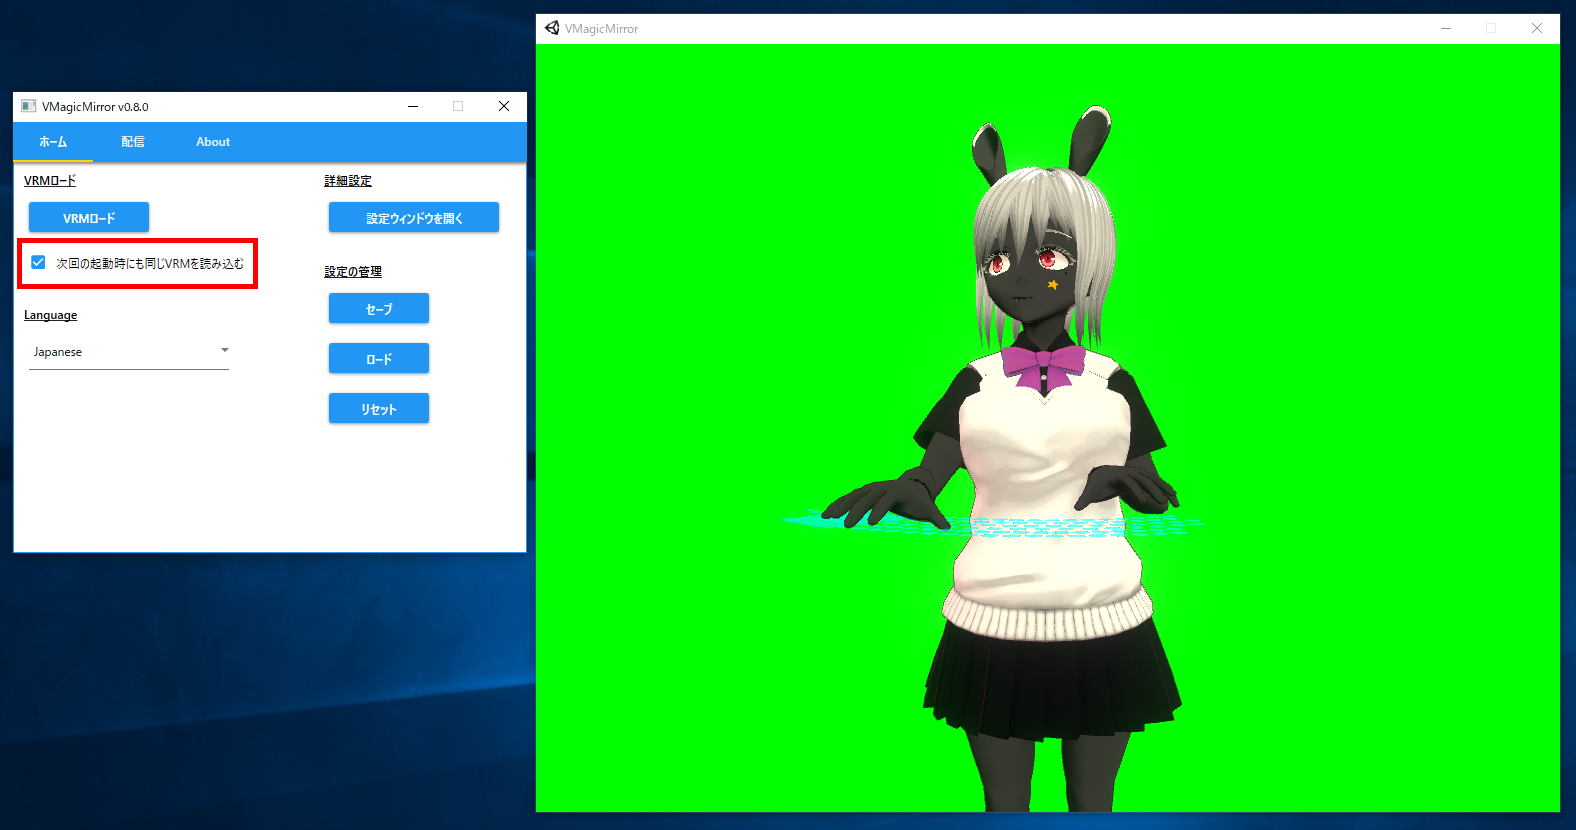 VMagicMirror
VMagicMirror v0.8.0
ホーム
配信
About
VRMロード
VRMロード
次回の起動時にも同じVRMを読み込む
Language
Japanese
詳細設定
設定ウィンドウを開く
設定の管理
セーブ
ロード
リセット